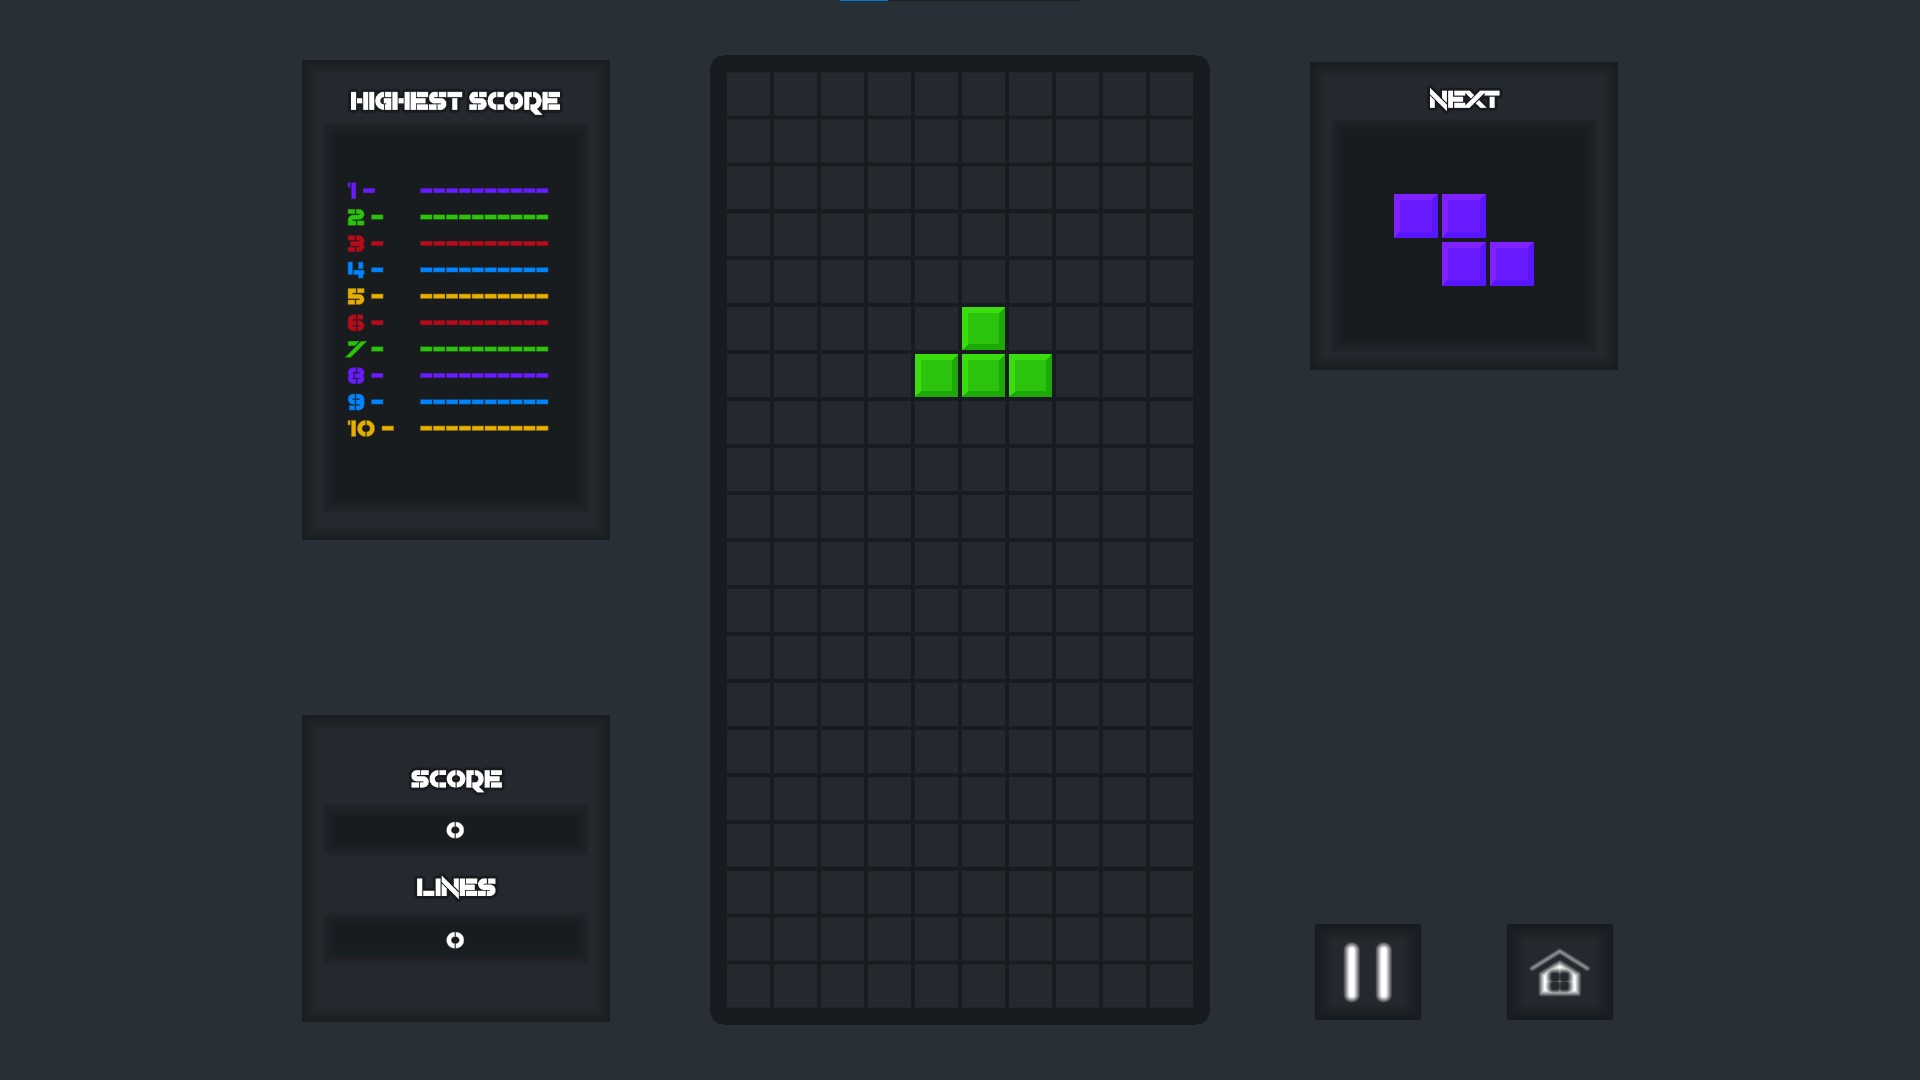 HIGHEST SCORE
1 - ----------
2 - ----------
3 - ----------
4 - ----------
5 - ----------
6 - ----------
7 - ----------
8 - ----------
9 - ----------
10 - ----------
SCORE
0
LINES
0
NEXT